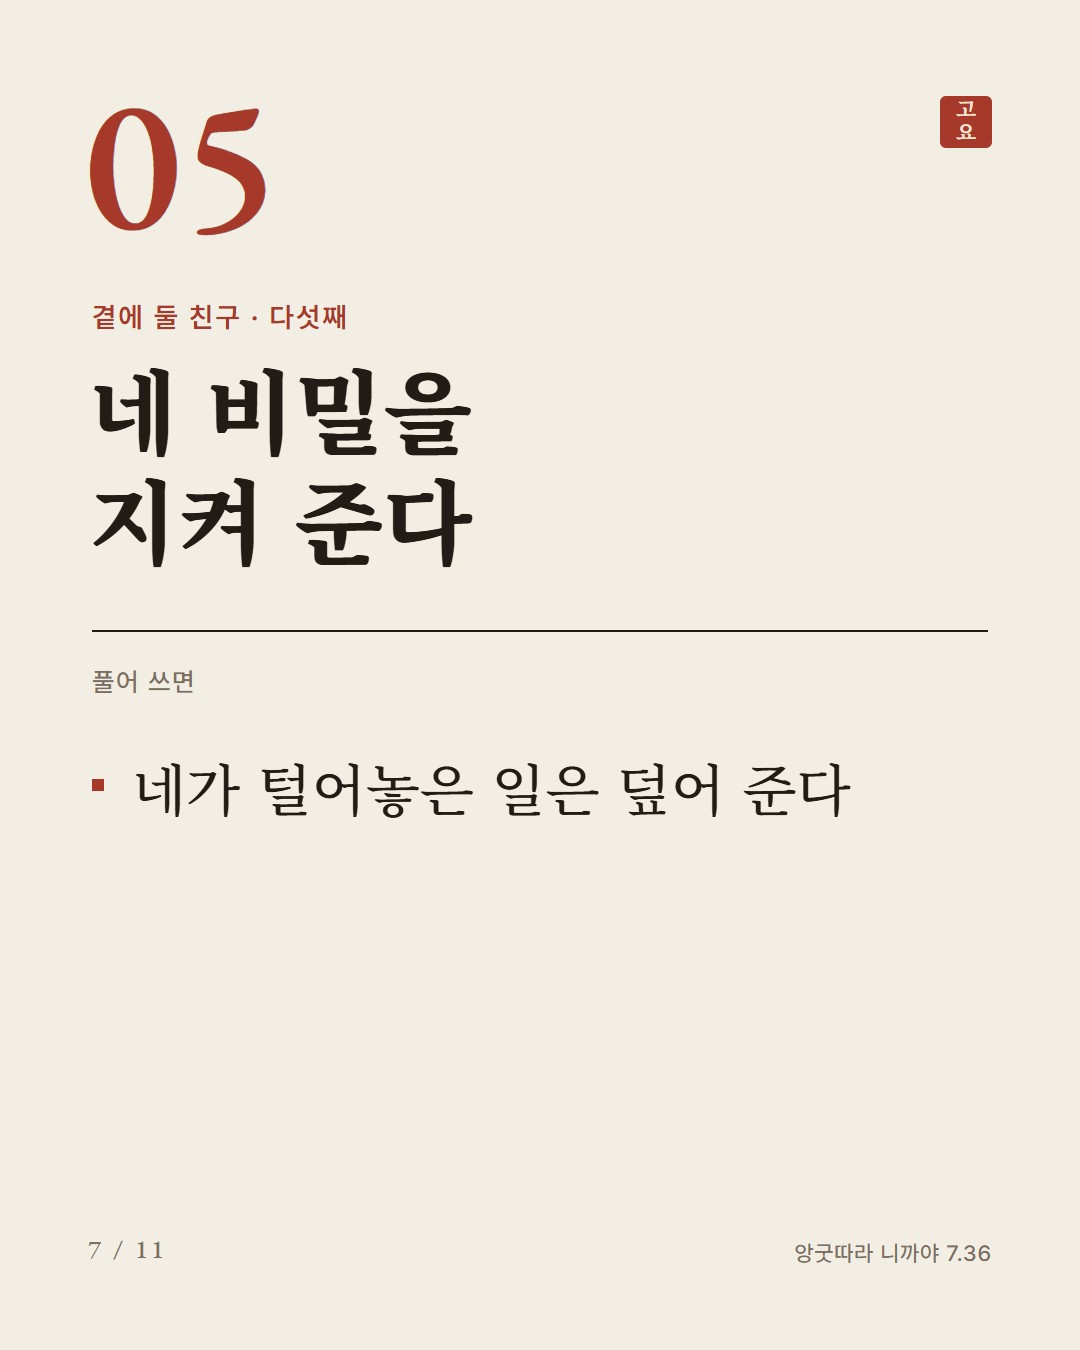 05
고
요
곁에 둘 친구 · 다섯째
네 비밀을
지켜 준다
풀어 쓰면
네가 털어놓은 일은 덮어 준다
7 / 11
앙굿따라 니까야 7.36